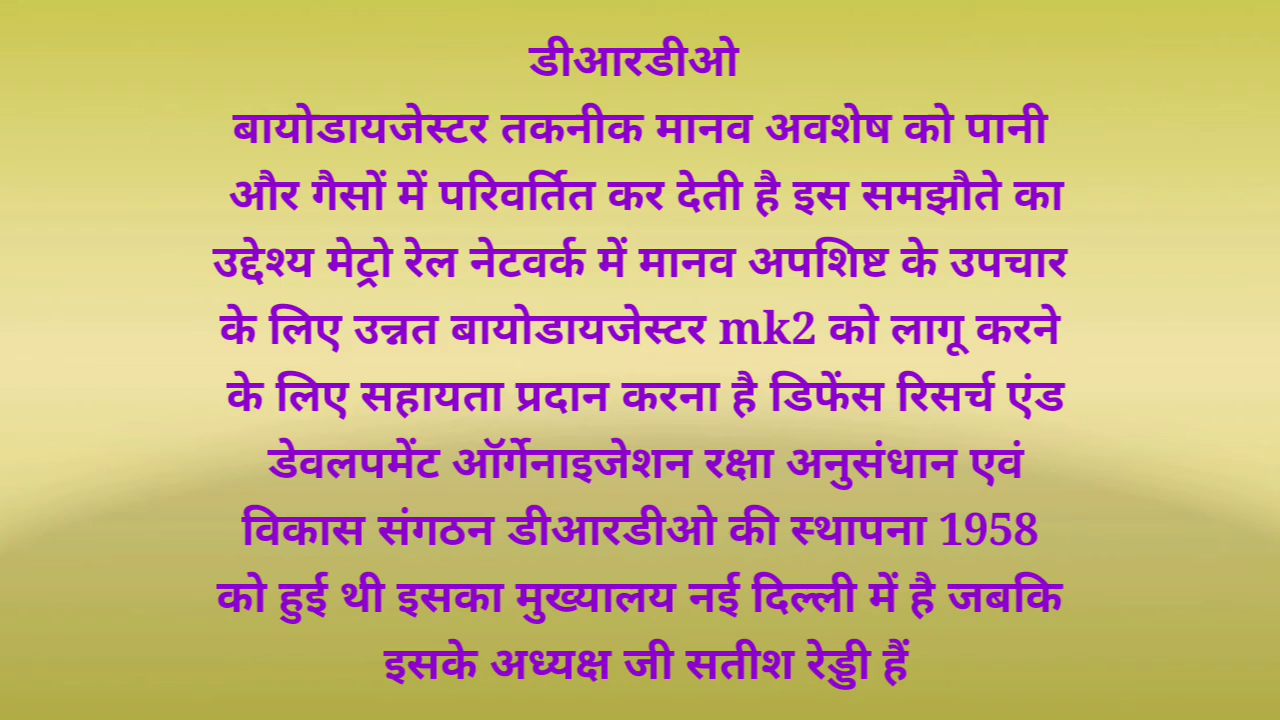 डीआरडीओ
बायोडायजेस्टर तकनीक मानव अवशेष को पानी
और गैसों में परिवर्तित कर देती है इस समझौते का
उद्देश्य मेट्रो रेल नेटवर्क में मानव अपशिष्ट के उपचार
के लिए उन्नत बायोडायजेस्टर mk2 को लागू करने
के लिए सहायता प्रदान करना है डिफेंस रिसर्च एंड
डेवलपमेंट ऑर्गेनाइजेशन रक्षा अनुसंधान एवं
विकास संगठन डीआरडीओ की स्थापना 1958
को हुई थी इसका मुख्यालय नई दिल्ली में है जबकि
इसके अध्यक्ष जी सतीश रेड्डी हैं